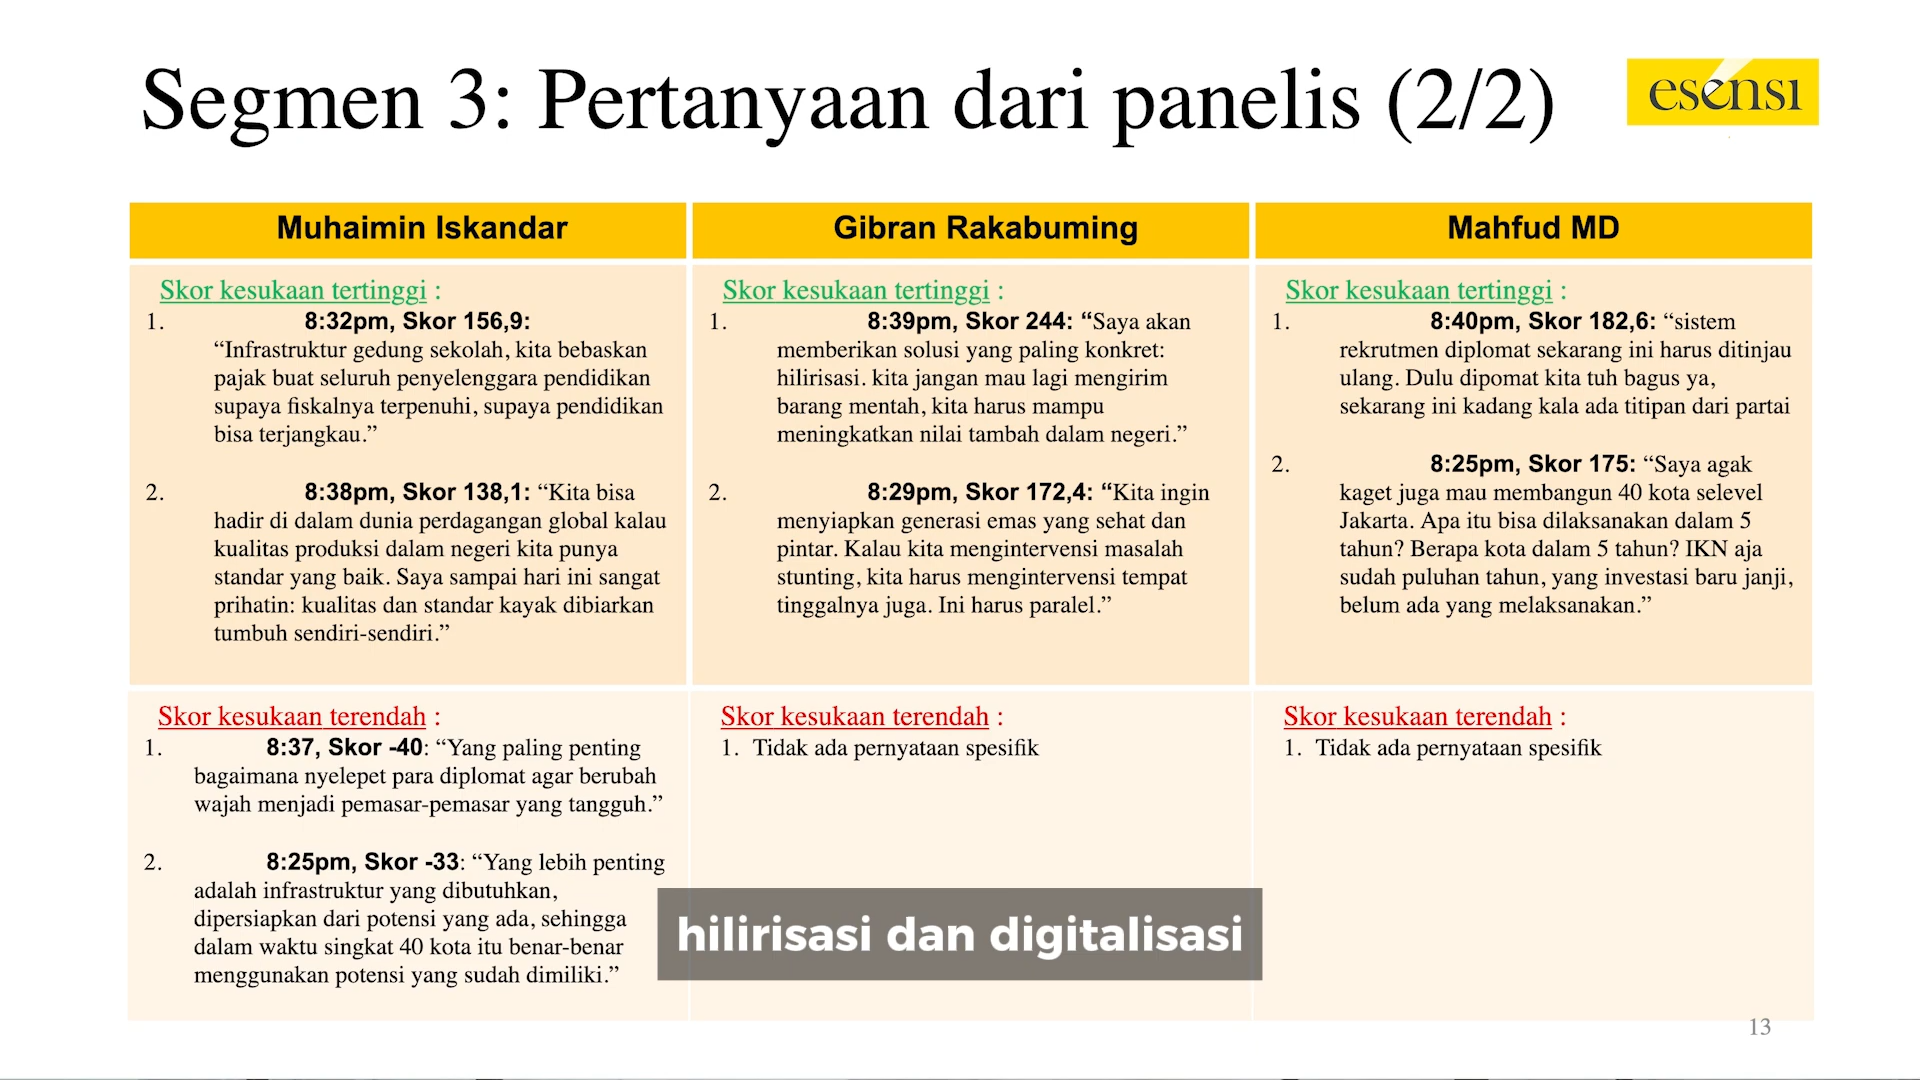 Segmen 3: Pertanyaan dari panelis (2/2)
esensi
Muhaimin Iskandar
Skor kesukaan tertinggi :
1. 8:32pm, Skor 156,9:
“Infrastruktur gedung sekolah, kita bebaskan
pajak buat seluruh penyelenggara pendidikan
supaya fiskalnya terpenuhi, supaya pendidikan
bisa terjangkau.”
2. 8:38pm, Skor 138,1: “Kita bisa
hadir di dalam dunia perdagangan global kalau
kualitas produksi dalam negeri kita punya
standar yang baik. Saya sampai hari ini sangat
prihatin: kualitas dan standar kayak dibiarkan
tumbuh sendiri-sendiri.”
Skor kesukaan terendah :
1. 8:37, Skor -40: “Yang paling penting
bagaimana nyelepet para diplomat agar berubah
wajah menjadi pemasar-pemasar yang tangguh.”
2. 8:25pm, Skor -33: “Yang lebih penting
adalah infrastruktur yang dibutuhkan,
dipersiapkan dari potensi yang ada, sehingga
dalam waktu singkat 40 kota itu benar-benar
menggunakan potensi yang sudah dimiliki.”
Gibran Rakabuming
Skor kesukaan tertinggi :
1. 8:39pm, Skor 244: “Saya akan
memberikan solusi yang paling konkret:
hilirisasi. kita jangan mau lagi mengirim
barang mentah, kita harus mampu
meningkatkan nilai tambah dalam negeri.”
2. 8:29pm, Skor 172,4: “Kita ingin
menyiapkan generasi emas yang sehat dan
pintar. Kalau kita mengintervensi masalah
stunting, kita harus mengintervensi tempat
tinggalnya juga. Ini harus paralel.”
Skor kesukaan terendah :
1. Tidak ada pernyataan spesifik
Mahfud MD
Skor kesukaan tertinggi :
1. 8:40pm, Skor 182,6: “sistem
rekrutmen diplomat sekarang ini harus ditinjau
ulang. Dulu dipomat kita tuh bagus ya,
sekarang ini kadang kala ada titipan dari partai
2. 8:25pm, Skor 175: “Saya agak
kaget juga mau membangun 40 kota selevel
Jakarta. Apa itu bisa dilaksanakan dalam 5
tahun? Berapa kota dalam 5 tahun? IKN aja
sudah puluhan tahun, yang investasi baru janji,
belum ada yang melaksanakan.”
Skor kesukaan terendah :
1. Tidak ada pernyataan spesifik
hilirisasi dan digitalisasi
13